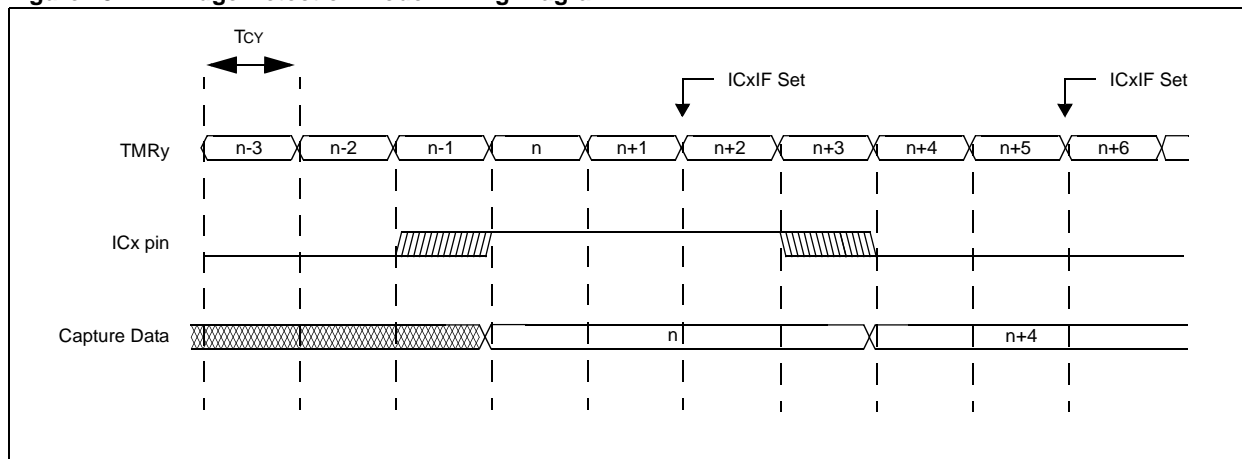 TCY
ICxIF Set
ICxIF Set
TMRy
n-3
n-2
n-1
n
n+1
n+2
n+3
n+4
n+5
n+6
ICx pin
Capture Data
n
n+4